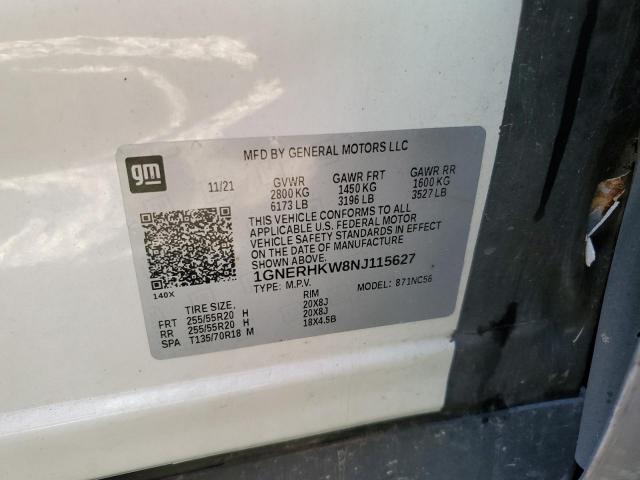 MFD BY GENERAL MOTORS LLC
gm
11/21
GVWR GAWR FRT GAWR RR
2800 KG 1450 KG 1600 KG
6173 LB 3196 LB 3527 LB
THIS VEHICLE CONFORMS TO ALL
APPLICABLE U.S. FEDERAL MOTOR
VEHICLE SAFETY STANDARDS IN EFFECT
ON THE DATE OF MANUFACTURE
SHOWN ABOVE.
1GNERHKW8NJ115627
140X
TYPE: M.P.V. MODEL: 871NC56
TIRE SIZE, RIM
FRT 255/55R20 H 20X8J
RR 255/55R20 H 20X8J
SPA T135/70R18 M 18X4.5B